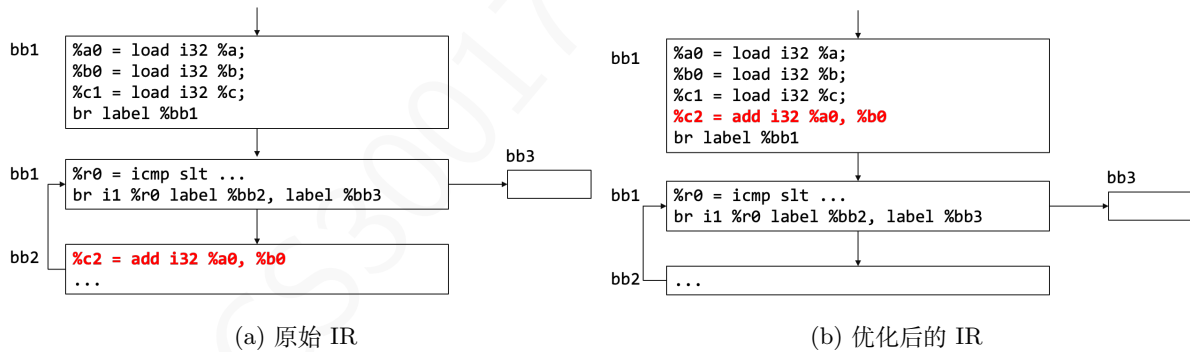 bb1
%a0 = load i32 %a;
%b0 = load i32 %b;
%c1 = load i32 %c;
br label %bb1
bb1
%r0 = icmp slt ...
br i1 %r0 label %bb2, label %bb3
bb3
bb2
%c2 = add i32 %a0, %b0
...
(a) 原始 IR
bb1
%a0 = load i32 %a;
%b0 = load i32 %b;
%c1 = load i32 %c;
%c2 = add i32 %a0, %b0
br label %bb1
bb1
%r0 = icmp slt ...
br i1 %r0 label %bb2, label %bb3
bb3
bb2
...
(b) 优化后的 IR
CS30017